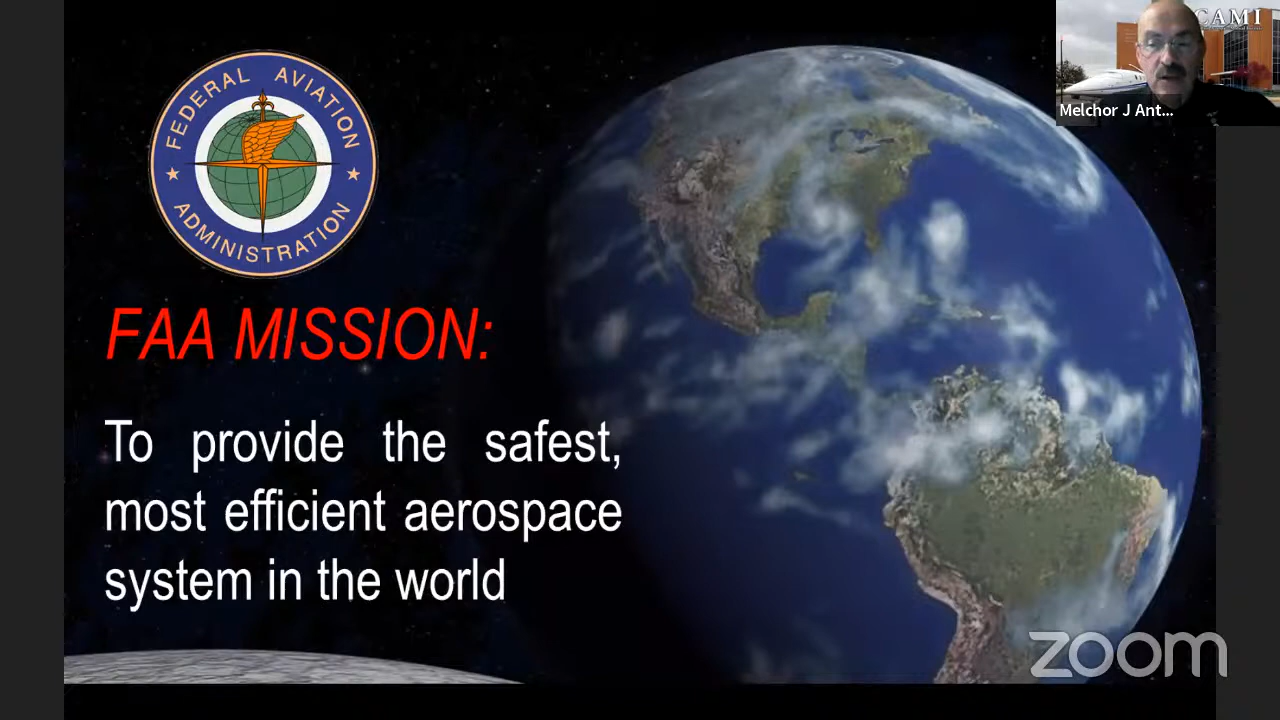 FEDERAL AVIATION
ADMINISTRATION
FAA MISSION:
To provide the safest,
most efficient aerospace
system in the world
CAMI
Melchor J Ant...
zoom